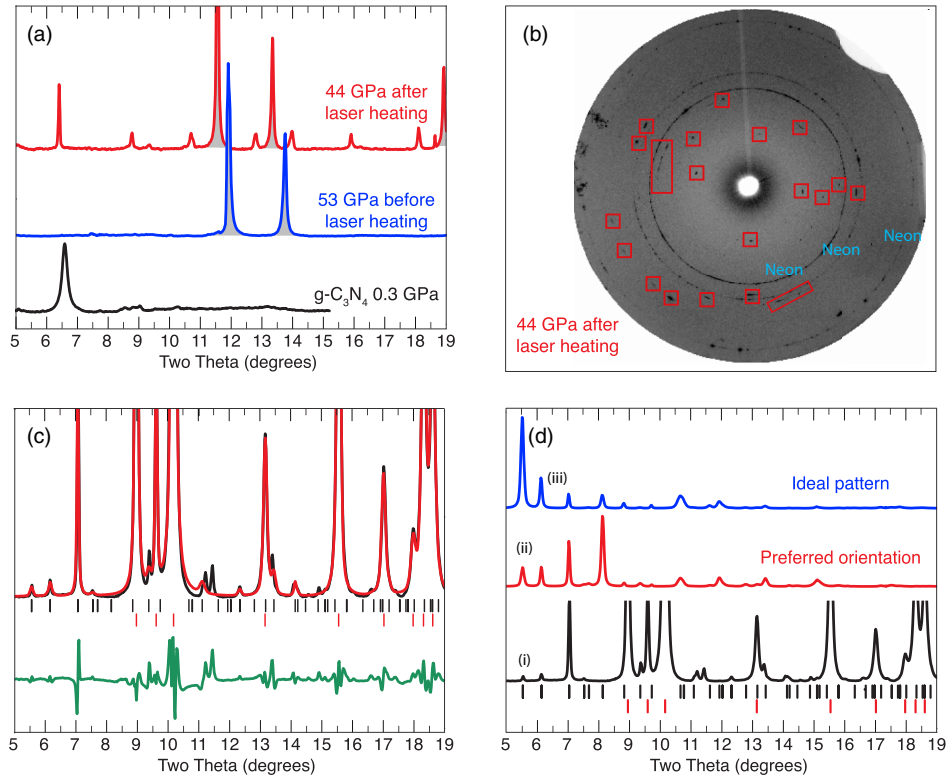 (a)
44 GPa after
laser heating
53 GPa before
laser heating
g-C3N4 0.3 GPa
5 6 7 8 9 10 11 12 13 14 15 16 17 18 19
Two Theta (degrees)
(b)
Neon
Neon
Neon
44 GPa after
laser heating
(c)
5 6 7 8 9 10 11 12 13 14 15 16 17 18 19
Two Theta (degrees)
(d)
(iii)
Ideal pattern
(ii)
Preferred orientation
(i)
5 6 7 8 9 10 11 12 13 14 15 16 17 18 19
Two Theta (degrees)